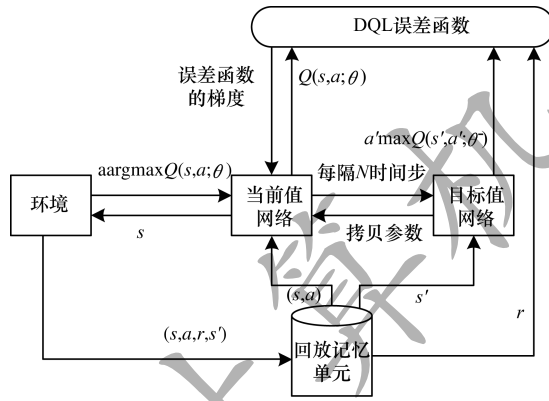 DQL误差函数
误差函数
的梯度
Q(s,a;θ)
a′maxQ(s′,a′;θ⁻)
aargmaxQ(s,a;θ)
每隔N时间步
环境
当前值
网络
目标值
网络
s
拷贝参数
(s,a)
s′
r
(s,a,r,s′)
回放记忆
单元
算机